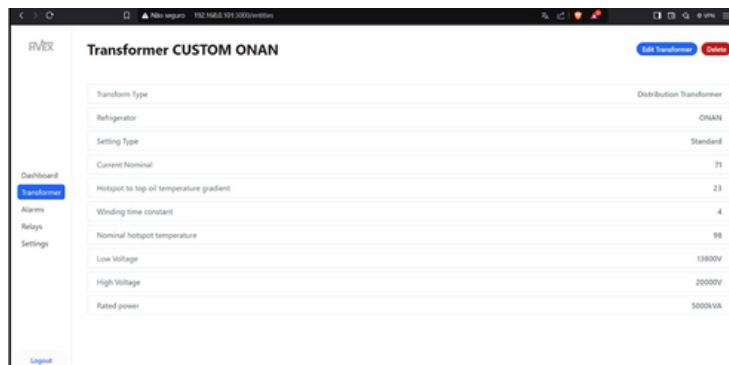 Não seguro 192.168.0.101:3000/entities
VPN
AVEX
Transformer CUSTOM ONAN
Edit Transformer Delete
Transform Type Distribution Transformer
Refrigerator ONAN
Setting Type Standard
Current Nominal 71
Hotspot to top oil temperature gradient 23
Winding time constant 4
Nominal hotspot temperature 98
Low Voltage 13800V
High Voltage 20000V
Rated power 5000kVA
Dashboard
Transformer
Alarms
Relays
Settings
Logout